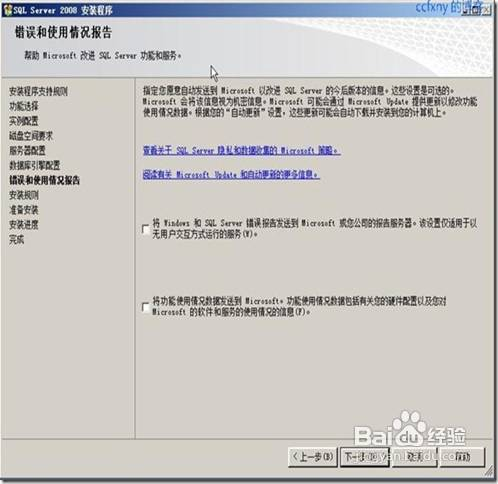 SQL Server 2008 安装程序
ccfxny 的
错误和使用情况报告
帮助 Microsoft 改进 SQL Server 功能和服务。
安装程序支持规则
功能选择
实例配置
磁盘空间要求
服务器配置
数据库引擎配置
错误和使用情况报告
安装规则
准备安装
安装进度
完成
指定您愿意自动发送到 Microsoft 以改进 SQL Server 的今后版本的信息。这些设置是可选的。
Microsoft 会将该信息视为机密信息。Microsoft 可能会通过 Microsoft Update 提供更新以修改功能
使用情况数据。根据您的“自动更新”设置，这些更新可能会自动下载并安装到您的计算机上。
查看关于 SQL Server 隐私和数据收集的 Microsoft 策略。
阅读有关 Microsoft Update 和自动更新的更多信息。
将 Windows 和 SQL Server 错误报告发送到 Microsoft 或您公司的报告服务器。该设置仅适用于以
无用户交互方式运行的服务(W)。
将功能使用情况数据发送到 Microsoft。功能使用情况数据包括有关您的硬件配置以及您对
Microsoft 的软件和服务的使用情况的信息(F)。
<上一步(B)
下一步
取消
帮助
Baidu 经验
jingyan.baidu.com